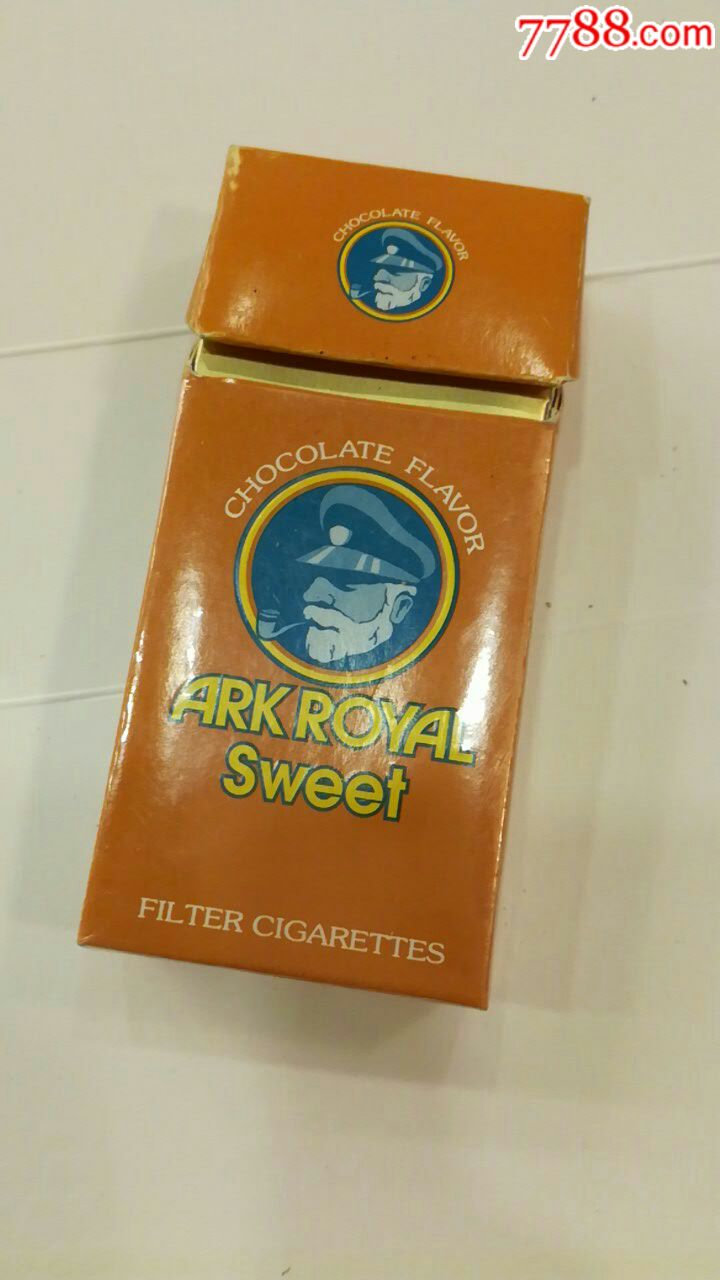 7788.com
CHOCOLATE FLAVOR
CHOCOLATE FLAVOR
ARK ROYAL
Sweet
FILTER CIGARETTES